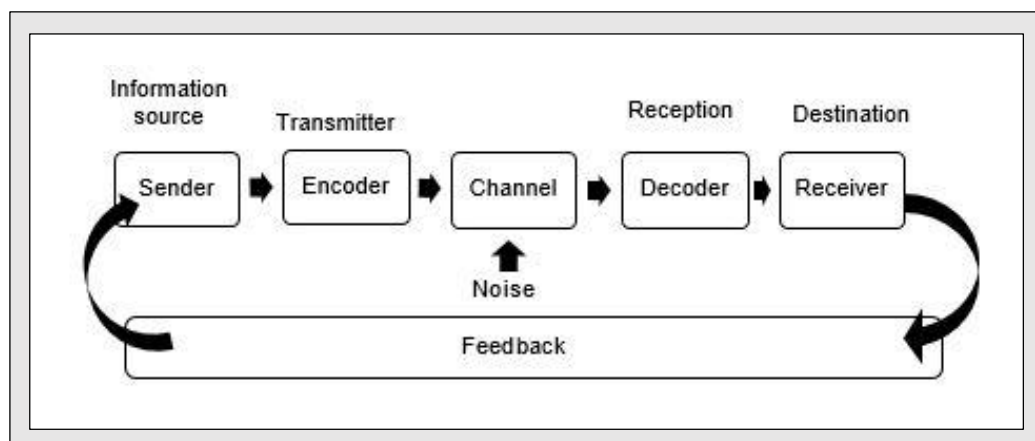 Information
source
Transmitter
Reception
Destination
Sender
Encoder
Channel
Decoder
Receiver
Noise
Feedback